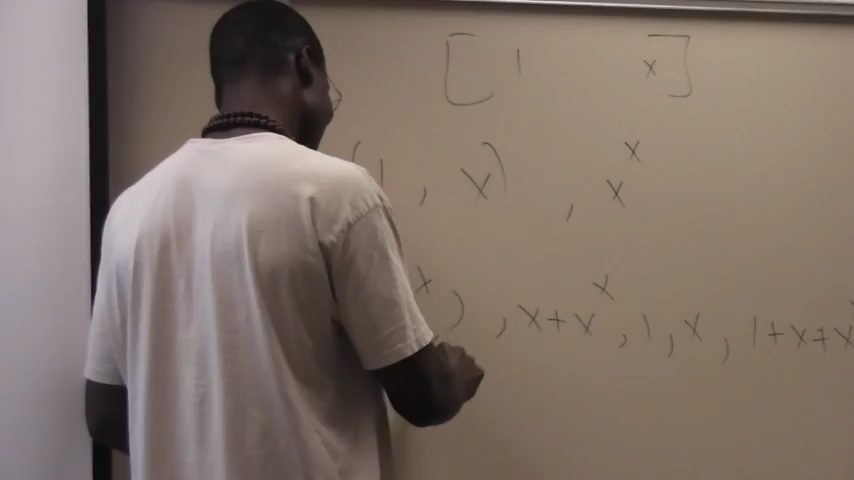 [ 1 x ]
(1, x) , x^x
x ) , x+x^x , 1, x , 1+x+x